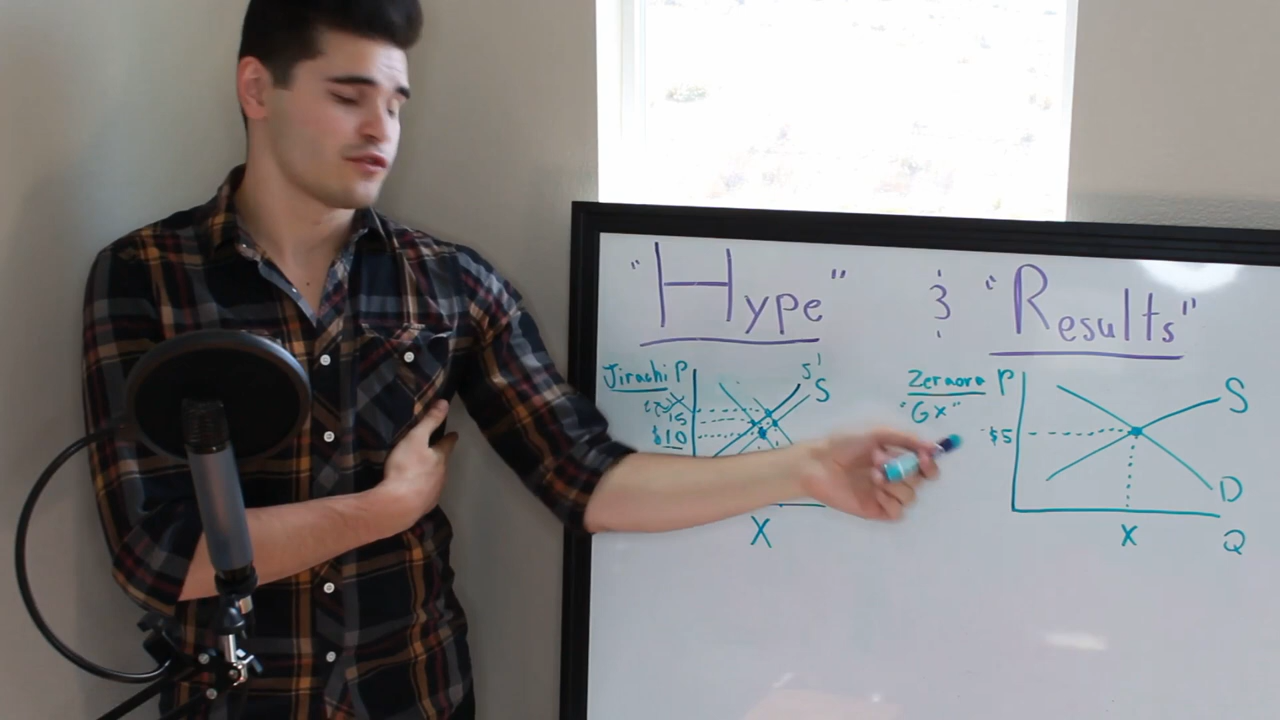 "Hype" & "Results"
Jirachi P
S'
S
15
$10
X
Zeraora P
"GX"
$5
S
D
X
Q